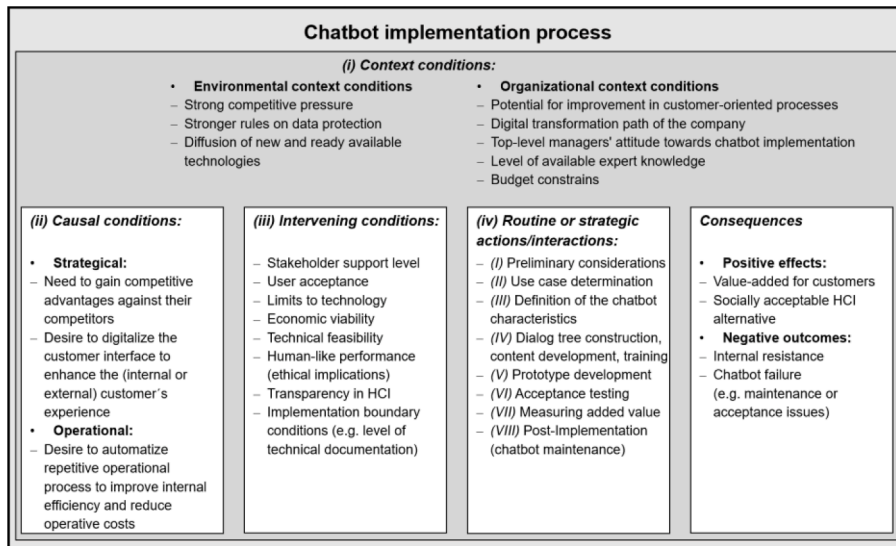 Chatbot implementation process
(i) Context conditions:
• Environmental context conditions
– Strong competitive pressure
– Stronger rules on data protection
– Diffusion of new and ready available
technologies
• Organizational context conditions
– Potential for improvement in customer-oriented processes
– Digital transformation path of the company
– Top-level managers' attitude towards chatbot implementation
– Level of available expert knowledge
– Budget constrains
(ii) Causal conditions:
• Strategical:
– Need to gain competitive
advantages against their
competitors
– Desire to digitalize the
customer interface to
enhance the (internal or
external) customer´s
experience
• Operational:
– Desire to automatize
repetitive operational
process to improve internal
efficiency and reduce
operative costs
(iii) Intervening conditions:
– Stakeholder support level
– User acceptance
– Limits to technology
– Economic viability
– Technical feasibility
– Human-like performance
(ethical implications)
– Transparency in HCI
– Implementation boundary
conditions (e.g. level of
technical documentation)
(iv) Routine or strategic
actions/interactions:
– (I) Preliminary considerations
– (II) Use case determination
– (III) Definition of the chatbot
characteristics
– (IV) Dialog tree construction,
content development, training
– (V) Prototype development
– (VI) Acceptance testing
– (VII) Measuring added value
– (VIII) Post-Implementation
(chatbot maintenance)
Consequences
• Positive effects:
– Value-added for customers
– Socially acceptable HCI
alternative
• Negative outcomes:
– Internal resistance
– Chatbot failure
(e.g. maintenance or
acceptance issues)